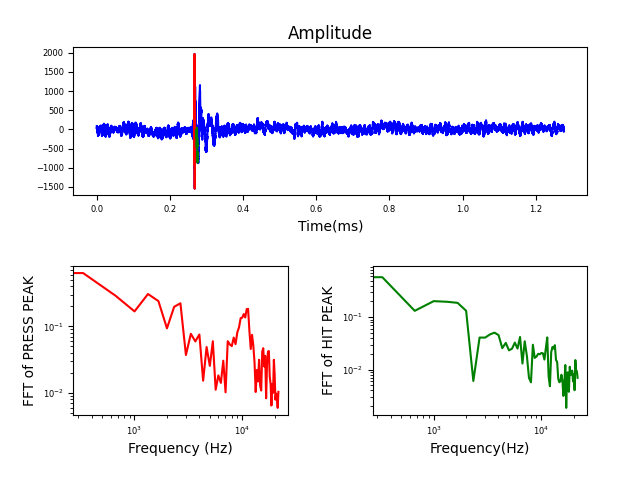 Amplitude
2000
1500
1000
500
0
−500
−1000
−1500
0.0 0.2 0.4 0.6 0.8 1.0 1.2
Time(ms)
FFT of PRESS PEAK
10⁻¹
10⁻²
10³ 10⁴
Frequency (Hz)
FFT of HIT PEAK
10⁻¹
10⁻²
10³ 10⁴
Frequency(Hz)